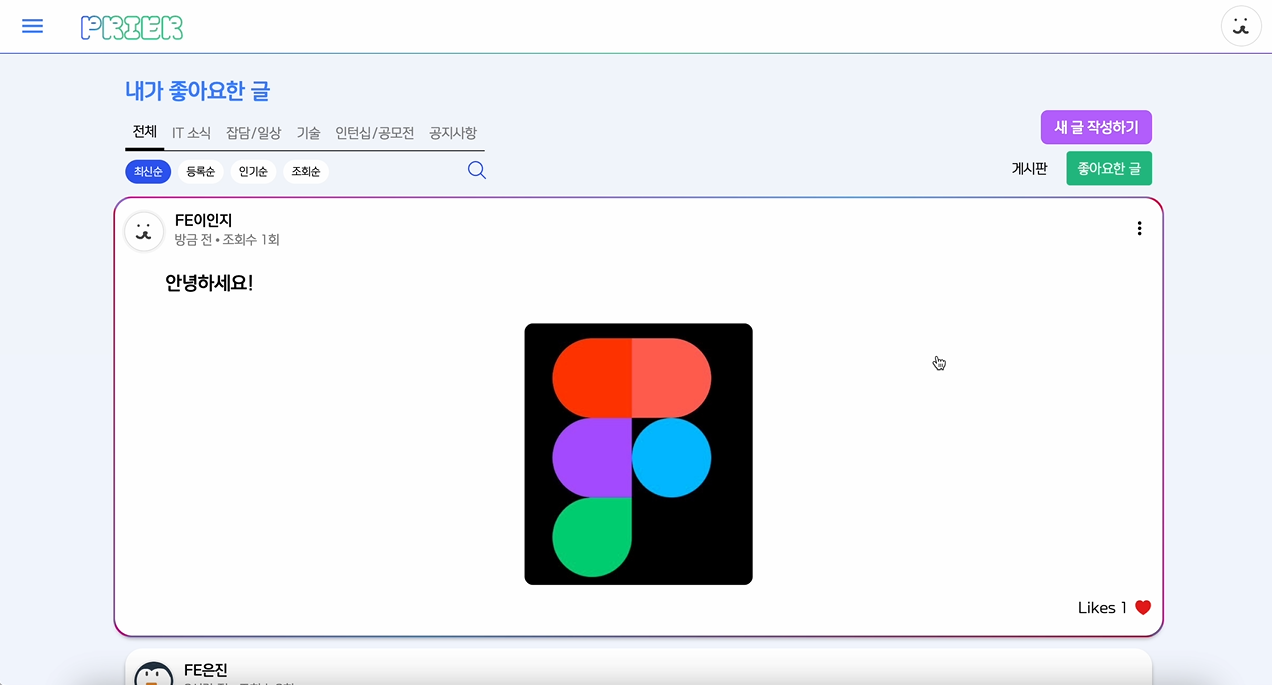 PRIER
내가 좋아요한 글
전체 IT 소식 잡담/일상 기술 인턴십/공모전 공지사항
새 글 작성하기
최신순 등록순 인기순 조회순
게시판 좋아요한 글
FE이인지
방금 전 • 조회수 1회
안녕하세요!
Likes 1
FE은진